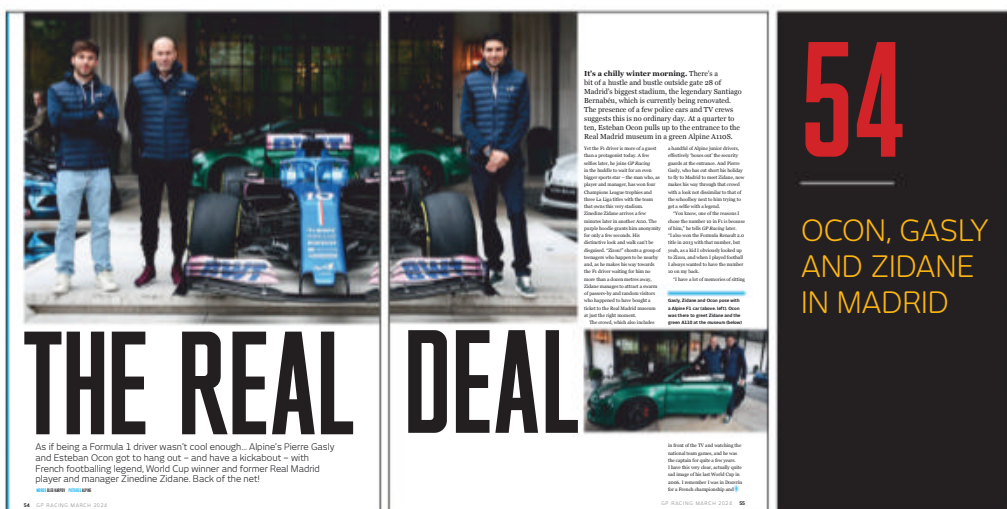 THE REAL
As if being a Formula 1 driver wasn't cool enough... Alpine's Pierre Gasly
and Esteban Ocon got to hang out – and have a kickabout – with
French footballing legend, World Cup winner and former Real Madrid
player and manager Zinedine Zidane. Back of the net!
54 GP RACING MARCH 2024
DEAL
It's a chilly winter morning. There's a
bit of a hustle and bustle outside gate 28 of
Madrid's biggest stadium, the legendary Santiago
Bernabéu, which is currently being renovated.
The presence of a few police cars and TV crews
suggests this is no ordinary day. At a quarter to
ten, Esteban Ocon pulls up to the entrance to the
Real Madrid museum in a green Alpine A110S.
Yet the F1 driver is more of a guest
than a protagonist today. A few
selfies later, he joins GP Racing
in the huddle to wait for an even
bigger sports star – the man who, as
player and manager, has won four
Champions League trophies and
three La Liga titles with the team
that owns this very stadium.
Zinedine Zidane arrives a few
minutes later in another A110. The
purple hoodie grants him anonymity
for only a few seconds. His
distinctive look and walk can't be
disguised. "Zizou!" shouts a group of
teenagers who happen to be nearby
and, as he makes his way towards
the F1 driver waiting for him no
more than a dozen metres away,
Zidane manages to attract a swarm
of passers-by and random visitors
who happened to have bought a
ticket to the Real Madrid museum
at just the right moment.
The crowd, which also includes
a handful of Alpine junior drivers,
effectively 'boxes out' the security
guards at the entrance. And Pierre
Gasly, who has cut short his holiday
to fly to Madrid to meet Zidane, now
makes his way through that crowd
with a look not dissimilar to that of
the schoolboy next to him trying to
get a selfie with a legend.
"You know, one of the reasons I
chose the number 10 in F1 is because
of him," he tells GP Racing later.
"I also won the Formula Renault 2.0
title in 2013 with that number, but
yeah, as a kid I obviously looked up
to Zizou, and when I played football
I always wanted to have the number
10 on my back.
"I have a lot of memories of sitting
Gasly, Zidane and Ocon pose with
a Alpine F1 car (above, left). Ocon
was there to greet Zidane and the
green A110 at the museum (below)
in front of the TV and watching the
national team games, and he was
the captain for quite a few years.
I have this very clear, actually quite
sad image of his last World Cup in
2006. I remember I was in
for a French championship and
GP RACING MARCH 2024 55
54
OCON, GASLY
AND ZIDANE
IN MADRID
10
BWT